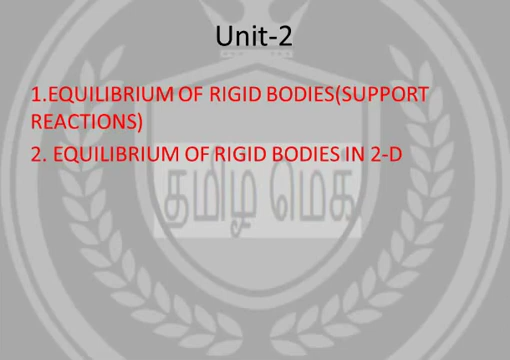 Unit-2
1.EQUILIBRIUM OF RIGID BODIES(SUPPORT
REACTIONS)
2. EQUILIBRIUM OF RIGID BODIES IN 2-D
தமிழ் மெக்